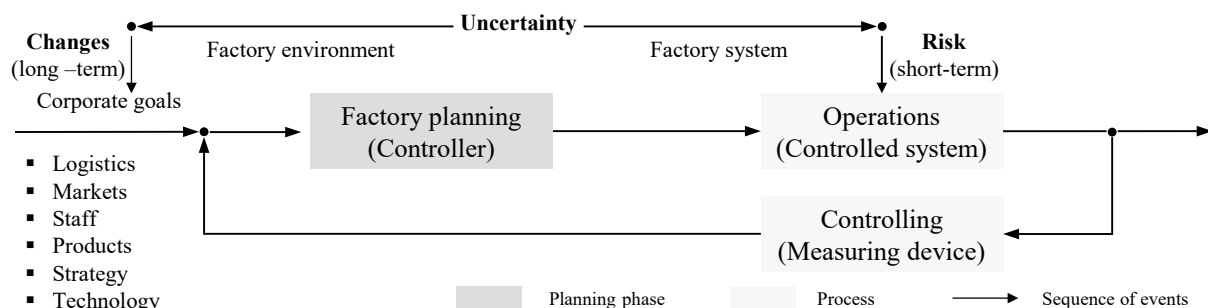 Uncertainty
Changes
(long –term)
Factory environment
Factory system
Risk
(short-term)
Corporate goals
Factory planning
(Controller)
Operations
(Controlled system)
▪ Logistics
▪ Markets
▪ Staff
▪ Products
▪ Strategy
▪ Technology
Controlling
(Measuring device)
Planning phase
Process
Sequence of events